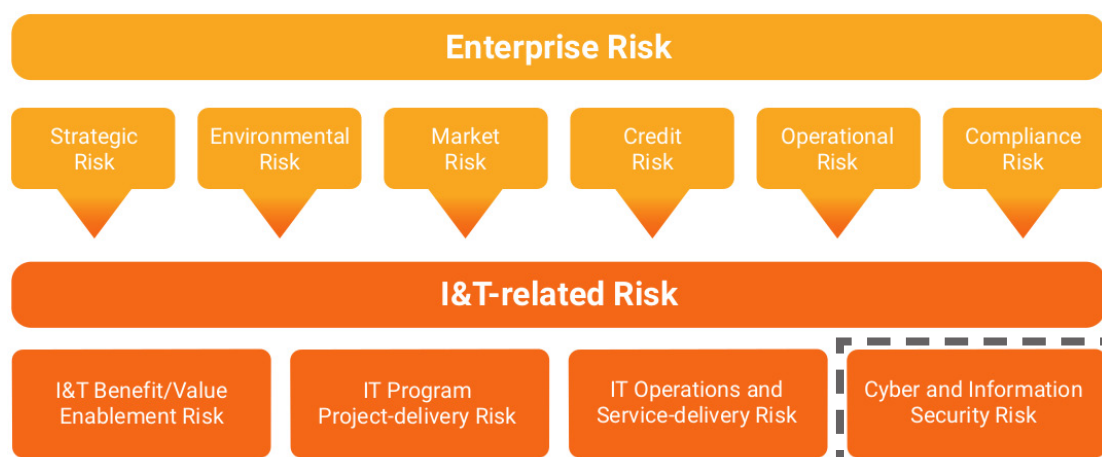 Enterprise Risk
Strategic
Risk
Environmental
Risk
Market
Risk
Credit
Risk
Operational
Risk
Compliance
Risk
I&T-related Risk
I&T Benefit/Value
Enablement Risk
IT Program
Project-delivery Risk
IT Operations and
Service-delivery Risk
Cyber and Information
Security Risk